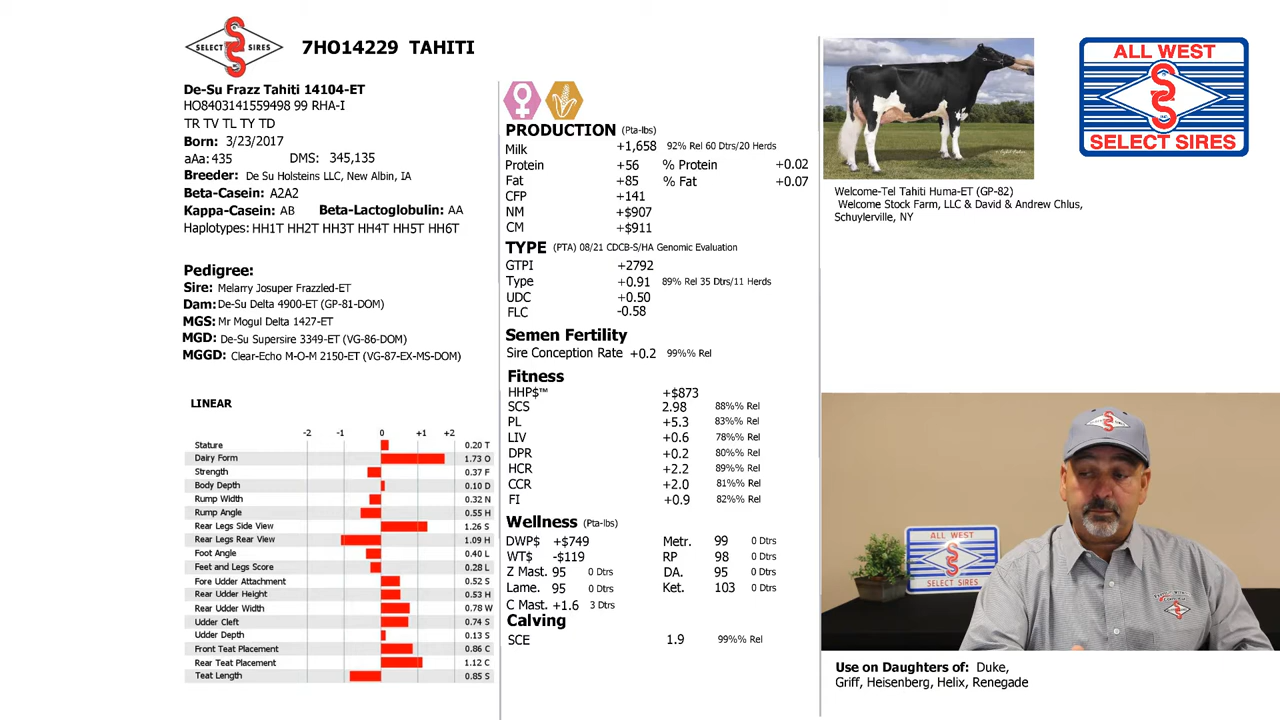 SELECT SIRES
7HO14229 TAHITI
De-Su Frazz Tahiti 14104-ET
HO8403141559498 99 RHA-I
TR TV TL TY TD
Born: 3/23/2017
aAa: 435 DMS: 345,135
Breeder: De Su Holsteins LLC, New Albin, IA
Beta-Casein: A2A2
Kappa-Casein: AB Beta-Lactoglobulin: AA
Haplotypes: HH1T HH2T HH3T HH4T HH5T HH6T
Pedigree:
Sire: Melarry Josuper Frazzled-ET
Dam: De-Su Delta 4900-ET (GP-81-DOM)
MGS: Mr Mogul Delta 1427-ET
MGD: De-Su Supersire 3349-ET (VG-86-DOM)
MGGD: Clear-Echo M-O-M 2150-ET (VG-87-EX-MS-DOM)
LINEAR
-2 -1 0 +1 +2
Stature 0.20 T
Dairy Form 1.73 O
Strength 0.37 F
Body Depth 0.10 D
Rump Width 0.32 N
Rump Angle 0.55 H
Rear Legs Side View 1.26 S
Rear Legs Rear View 1.09 H
Foot Angle 0.40 L
Feet and Legs Score 0.28 L
Fore Udder Attachment 0.52 S
Rear Udder Height 0.53 H
Rear Udder Width 0.78 W
Udder Cleft 0.74 S
Udder Depth 0.13 S
Front Teat Placement 0.86 C
Rear Teat Placement 1.12 C
Teat Length 0.85 S
PRODUCTION (Pta-lbs)
Milk +1,658 92% Rel 60 Dtrs/20 Herds
Protein +56 % Protein +0.02
Fat +85 % Fat +0.07
CFP +141
NM +$907
CM +$911
TYPE (PTA) 08/21 CDCB-S/HA Genomic Evaluation
GTPI +2792
Type +0.91 89% Rel 35 Dtrs/11 Herds
UDC +0.50
FLC -0.58
Semen Fertility
Sire Conception Rate +0.2 99%% Rel
Fitness
HHP$™ +$873
SCS 2.98 88%% Rel
PL +5.3 83%% Rel
LIV +0.6 78%% Rel
DPR +0.2 80%% Rel
HCR +2.2 89%% Rel
CCR +2.0 81%% Rel
FI +0.9 82%% Rel
Wellness (Pta-lbs)
DWP$ +$749 Metr. 99 0 Dtrs
WT$ -$119 RP 98 0 Dtrs
Z Mast. 95 0 Dtrs DA. 95 0 Dtrs
Lame. 95 0 Dtrs Ket. 103 0 Dtrs
C Mast. +1.6 3 Dtrs
Calving
SCE 1.9 99%% Rel
Welcome-Tel Tahiti Huma-ET (GP-82)
Welcome Stock Farm, LLC & David & Andrew Chlus,
Schuylerville, NY
ALL WEST
SELECT SIRES
ALL WEST
SELECT SIRES
Use on Daughters of: Duke,
Griff, Heisenberg, Helix, Renegade